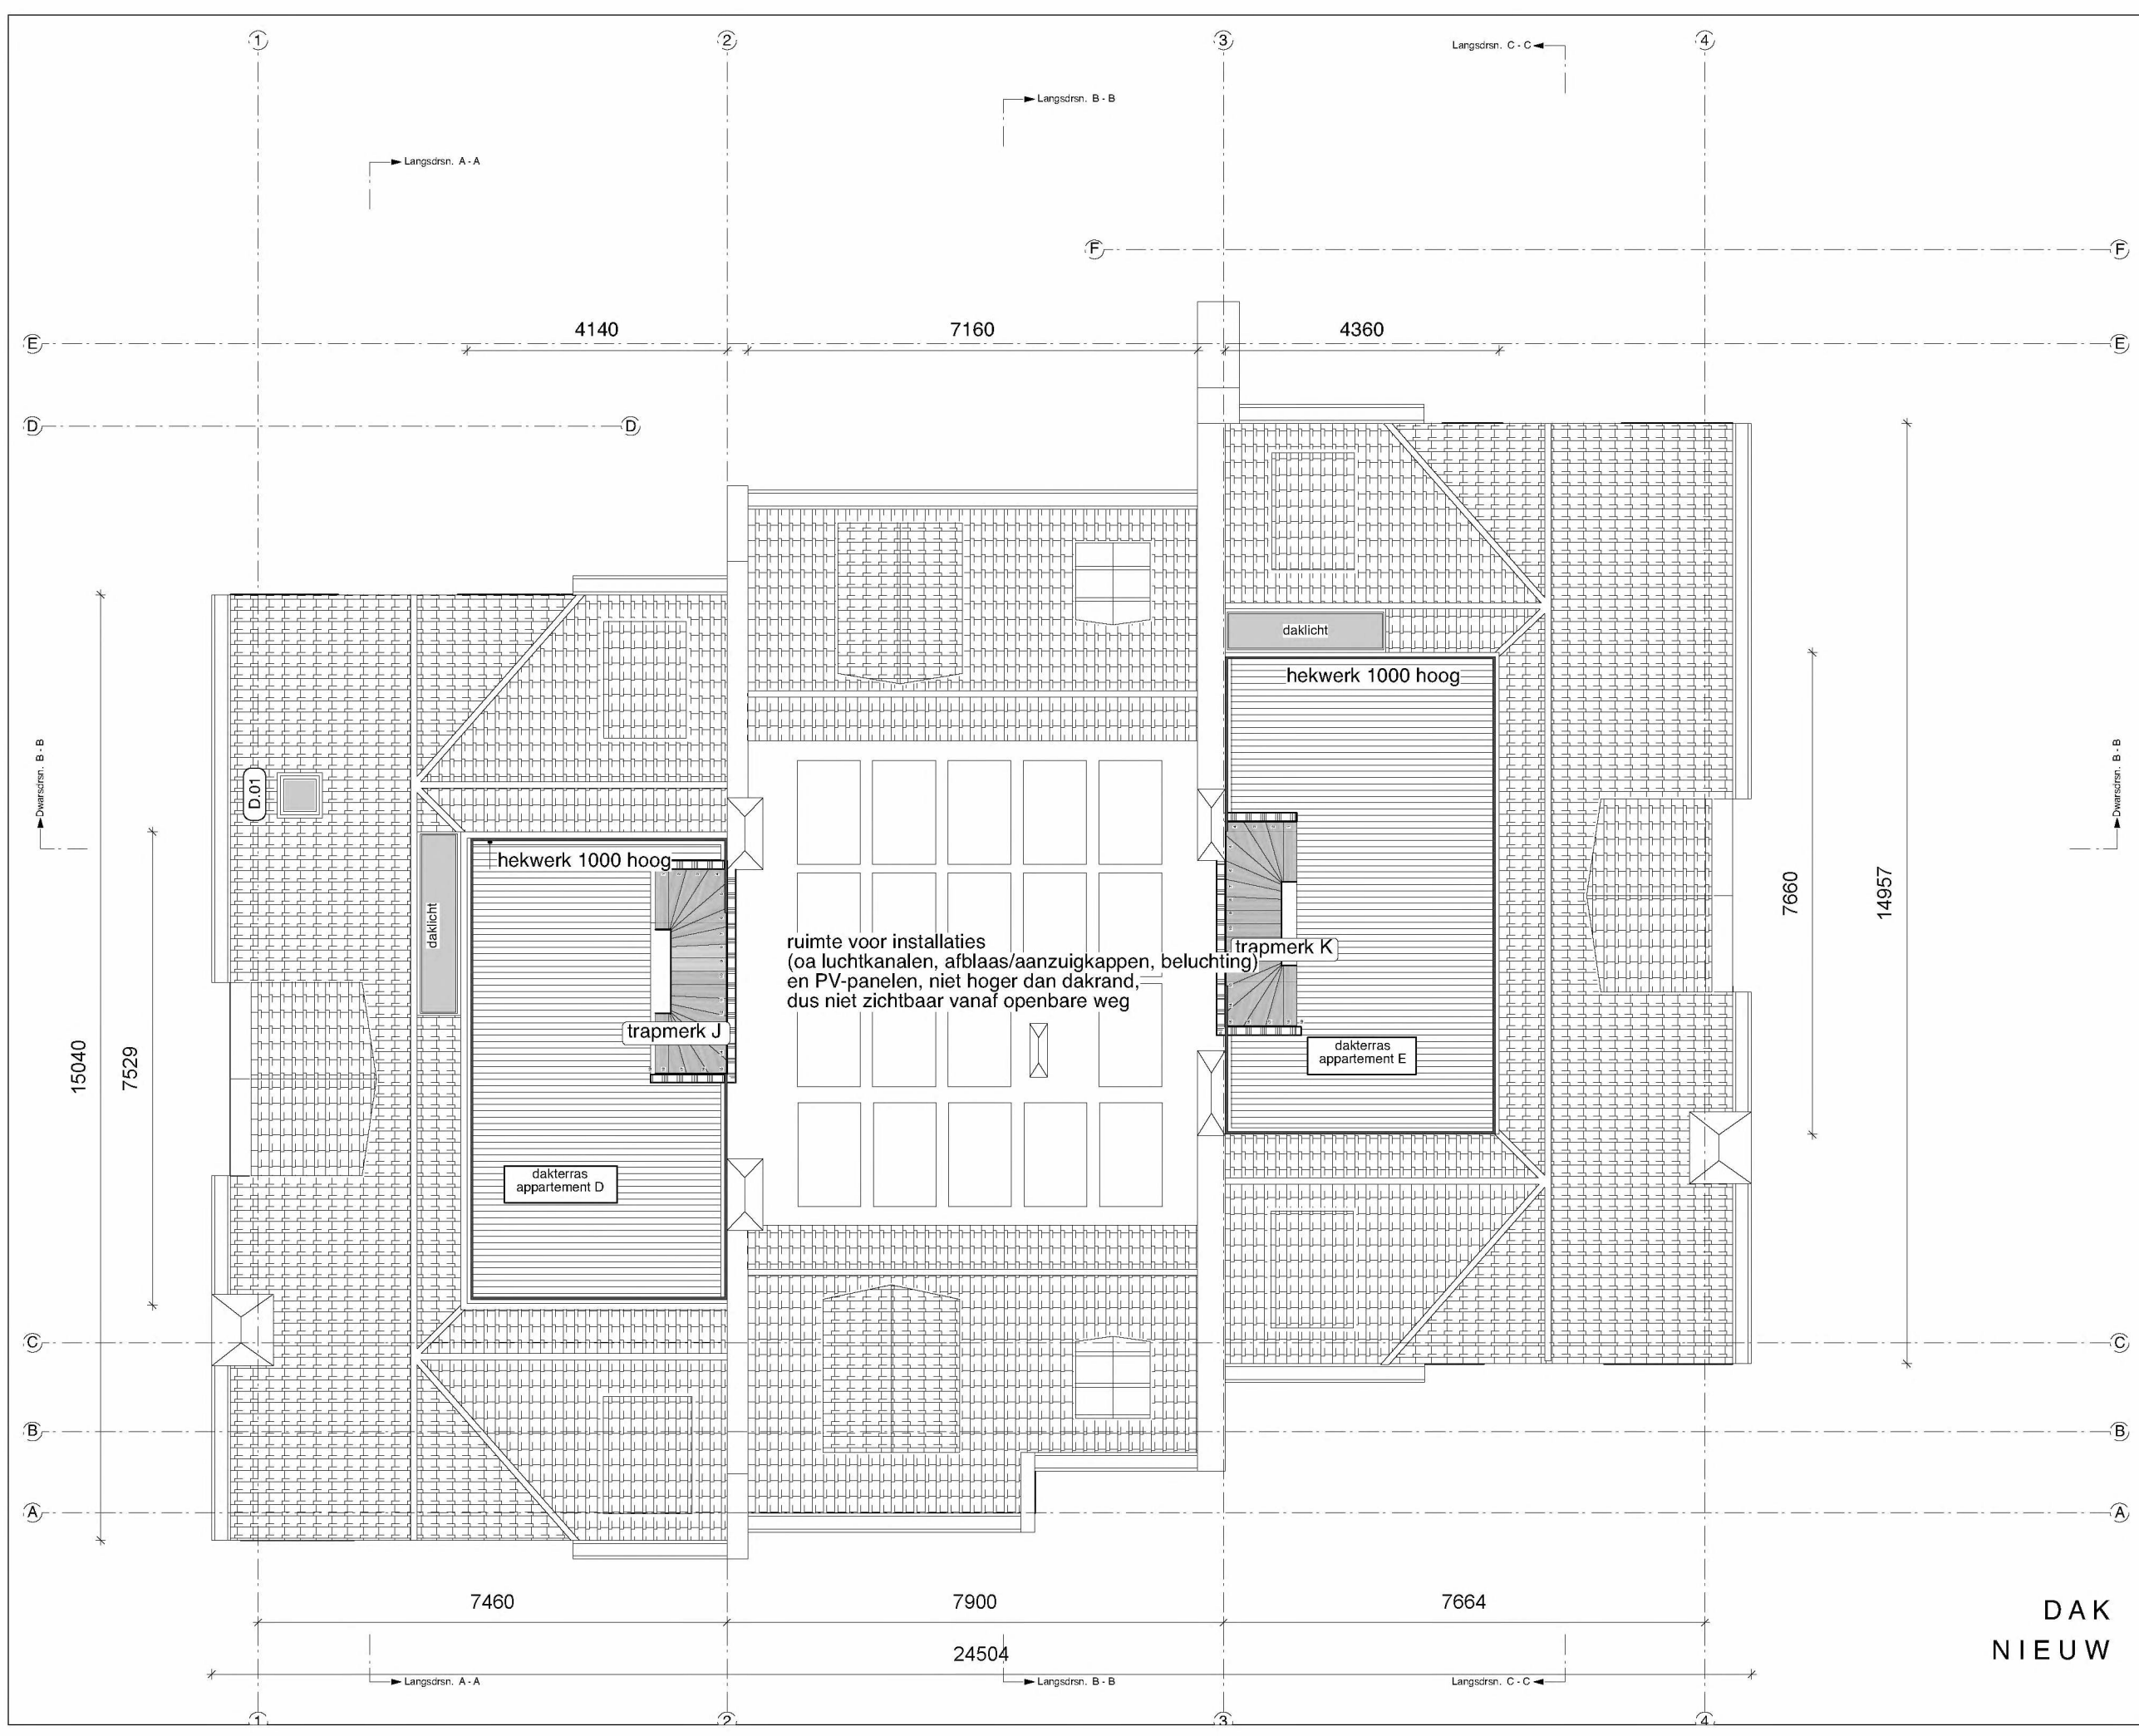 1
2
3
4
Langsdrsn. C - C
Langsdrsn. B - B
Langsdrsn. A - A
F
F
4140
7160
4360
E
E
D
D
daklicht
hekwerk 1000 hoog
Dwarsdrsn. B - B
D.01
Dwarsdrsn. B - B
hekwerk 1000 hoog
daklicht
7660
14957
ruimte voor installaties
(oa luchtkanalen, afblaas/aanzuigkappen, beluchting)
en PV-panelen, niet hoger dan dakrand,
dus niet zichtbaar vanaf openbare weg
trapmerk K
trapmerk J
dakterras
appartement E
15040
7529
dakterras
appartement D
C
C
B
B
A
A
7460
7900
7664
24504
DAK
NIEUW
Langsdrsn. A - A
Langsdrsn. B - B
Langsdrsn. C - C
1
2
3
4